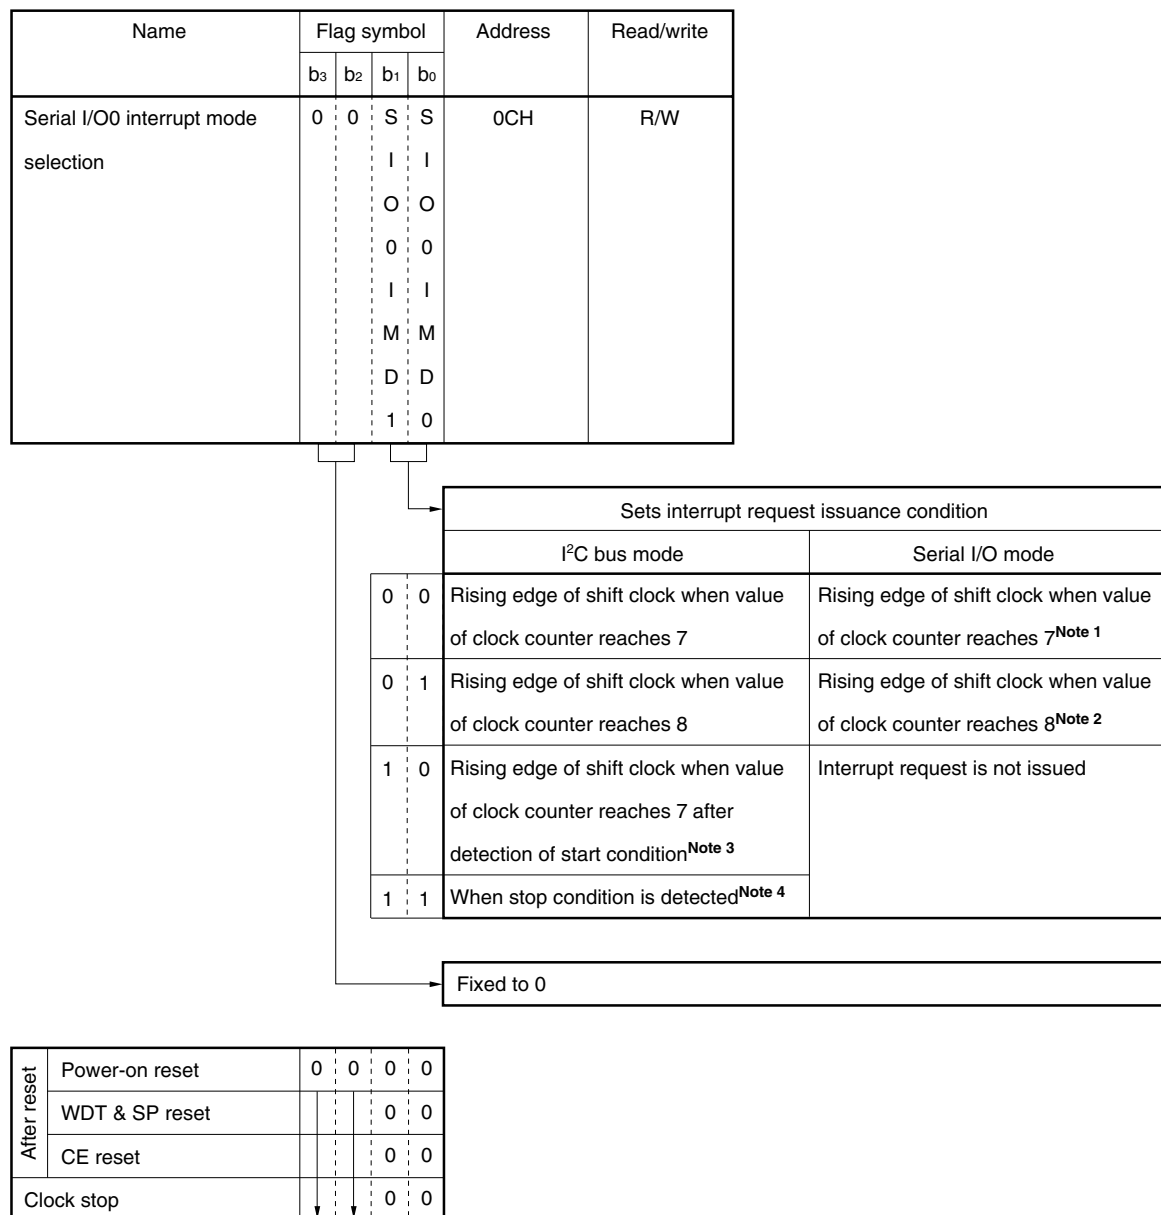 Name Flag symbol Address Read/write
b3 b2 b1 b0
Serial I/O0 interrupt mode 0 0 S S 0CH R/W
selection I I
O O
0 0
I I
M M
D D
1 0
Sets interrupt request issuance condition
I2C bus mode Serial I/O mode
0 0 Rising edge of shift clock when value Rising edge of shift clock when value
of clock counter reaches 7 of clock counter reaches 7Note 1
0 1 Rising edge of shift clock when value Rising edge of shift clock when value
of clock counter reaches 8 of clock counter reaches 8Note 2
1 0 Rising edge of shift clock when value Interrupt request is not issued
of clock counter reaches 7 after
detection of start conditionNote 3
1 1 When stop condition is detectedNote 4
Fixed to 0
After reset
Power-on reset 0 0 0 0
WDT & SP reset 0 0
CE reset 0 0
Clock stop 0 0